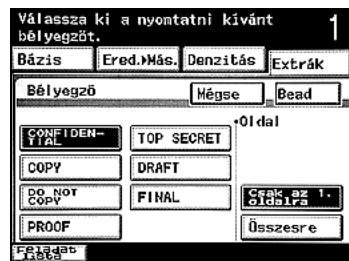 Válassza ki a nyomtatni kívánt 1
bélyegzőt.
Bázis Ered.▸Más. Denzitás Extrák
Bélyegző Mégse Bead
•Oldal
CONFIDEN-
TIAL
TOP SECRET
COPY
DRAFT
DO NOT
COPY
FINAL
Csak az 1.
oldalra
PROOF
Összesre
Feladat
lista